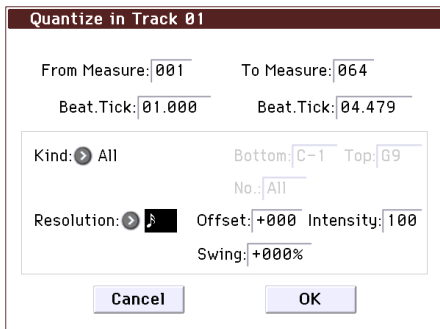 Quantize in Track 01
From Measure: 001 To Measure: 064
Beat.Tick: 01.000 Beat.Tick: 04.479
Kind: All Bottom: C-1 Top: G9
No.: All
Resolution: Offset: +000 Intensity: 100
Swing: +000%
Cancel OK